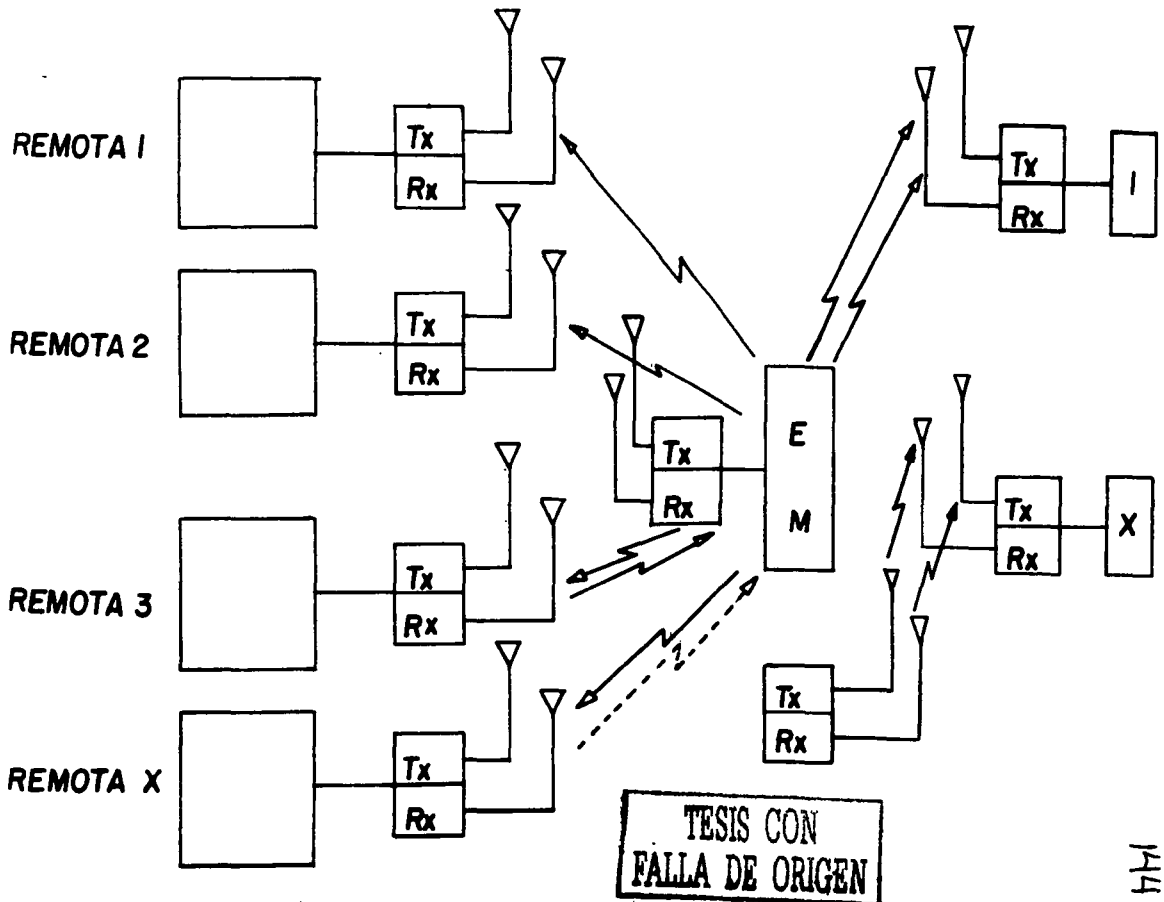 REMOTA 1
Tx
Rx
REMOTA 2
Tx
Rx
REMOTA 3
Tx
Rx
REMOTA X
Tx
Rx
Tx
Rx
E
M
Tx
Rx
1
Tx
Rx
X
Tx
Rx
TESIS CON
FALLA DE ORIGEN
144